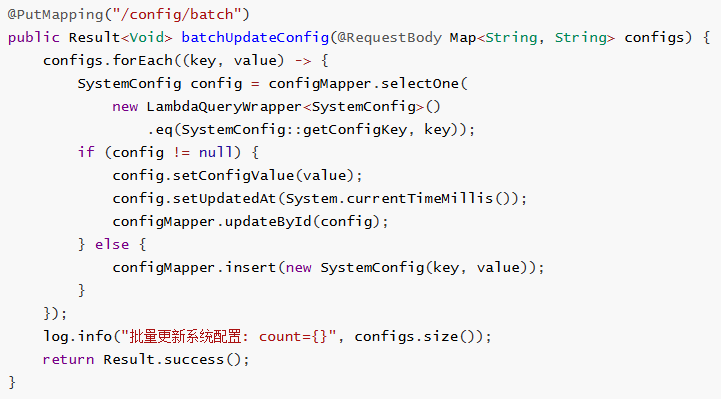 @PutMapping("/config/batch")
public Result<Void> batchUpdateConfig(@RequestBody Map<String, String> configs) {
    configs.forEach((key, value) -> {
        SystemConfig config = configMapper.selectOne(
            new LambdaQueryWrapper<SystemConfig>()
                .eq(SystemConfig::getConfigKey, key));
        if (config != null) {
            config.setConfigValue(value);
            config.setUpdatedAt(System.currentTimeMillis());
            configMapper.updateById(config);
        } else {
            configMapper.insert(new SystemConfig(key, value));
        }
    });
    log.info("批量更新系统配置: count={}", configs.size());
    return Result.success();
}